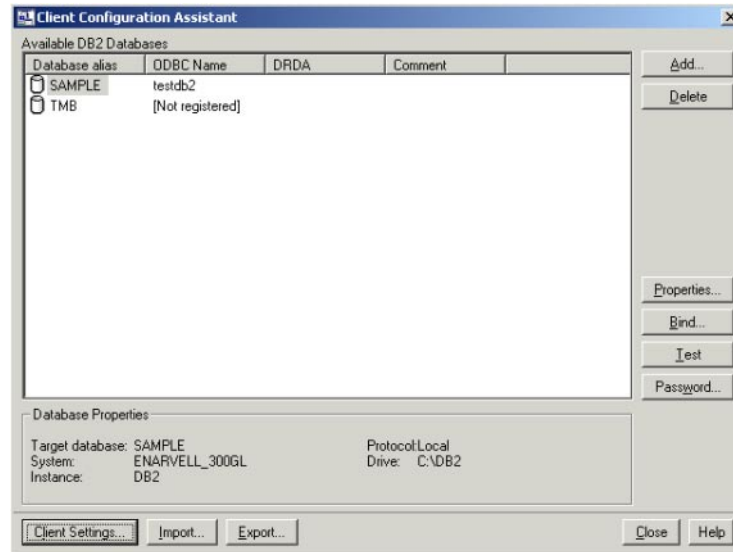 Client Configuration Assistant
Available DB2 Databases
Database alias ODBC Name DRDA Comment
SAMPLE testdb2
TMB [Not registered]
Add...
Delete
Properties...
Bind...
Test
Password...
Database Properties
Target database: SAMPLE Protocol:Local
System: ENARVELL_300GL Drive: C:\DB2
Instance: DB2
Client Settings... Import... Export... Close Help